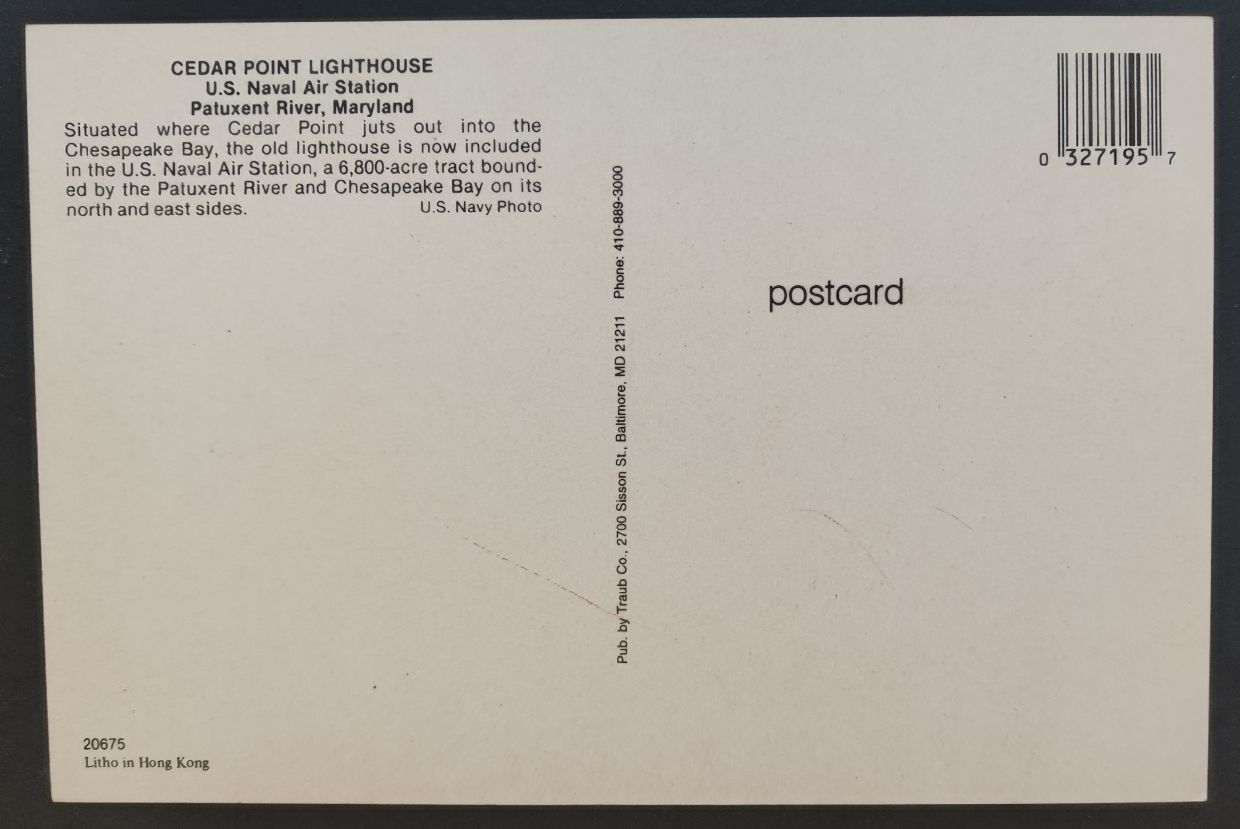 CEDAR POINT LIGHTHOUSE
U.S. Naval Air Station
Patuxent River, Maryland
Situated where Cedar Point juts out into the
Chesapeake Bay, the old lighthouse is now included
in the U.S. Naval Air Station, a 6,800-acre tract bound-
ed by the Patuxent River and Chesapeake Bay on its
north and east sides. U.S. Navy Photo
20675
Litho in Hong Kong
Pub. by Traub Co., 2700 Sisson St., Baltimore, MD 21211 Phone: 410-889-3000
0 327195 7
postcard